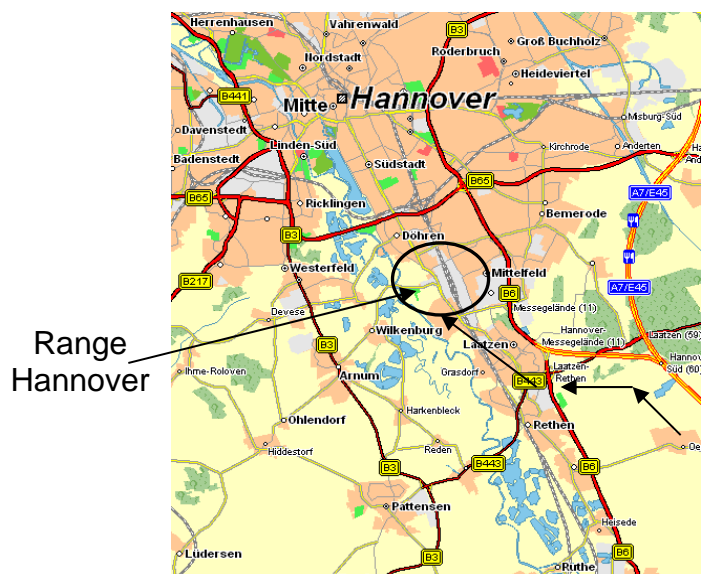 Herrenhausen
Vahrenwald
B3
Groß Buchholz
Roderbruch
Nordstadt
Heideviertel
B441
Mitte
Hannover
Davenstedt
Misburg-Süd
Linden-Süd
Kirchrode
Anderten
Badenstedt
Südstadt
B65
B65
Ricklingen
A7/E45
Bemerode
B3
Döhren
Westerfeld
Mittelfeld
B217
B6
A7/E45
Messegelände (11)
Devese
Wilkenburg
Hannover-
Messegelände (11)
Laatzen (59)
Laatzen
B3
Range
Hannover
Ihme-Roloven
Arnum
Grasdorf
Laatzen-
Rethen
Süd (60)
B443
Harkenbleck
Ohlendorf
Rethen
Hiddestorf
Reden
B3
B443
B6
Pattensen
Heisede
Lüdersen
B3
B6
Ruthe